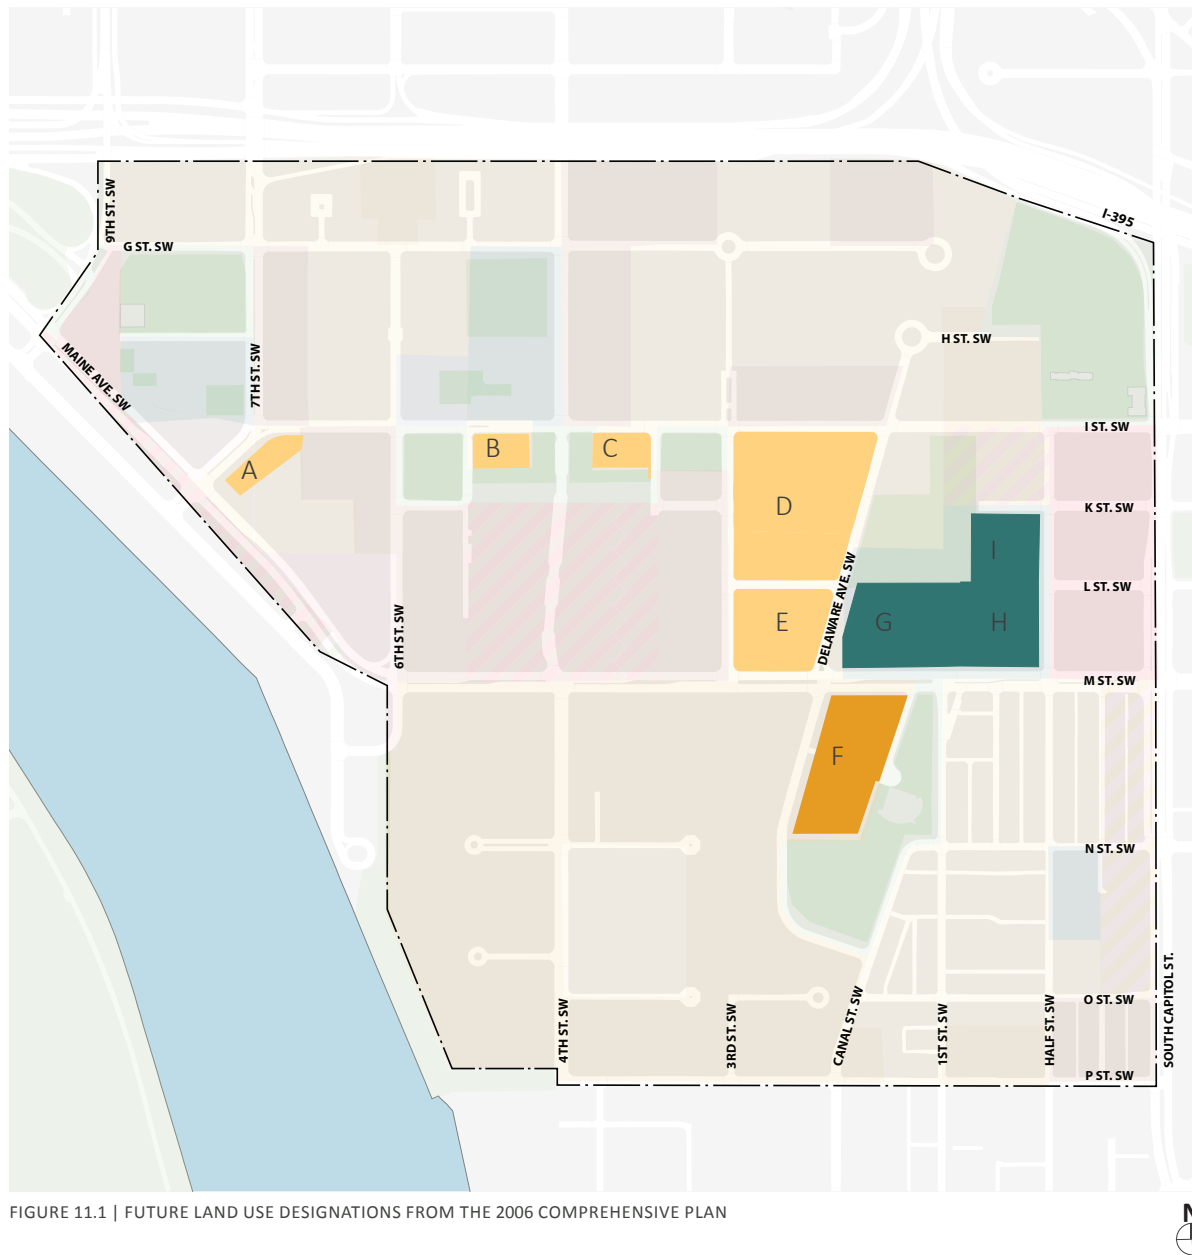 I-395
9TH ST. SW
G ST. SW
H ST. SW
MAINE AVE. SW
7TH ST. SW
I ST. SW
A
B
C
D
K ST. SW
I
L ST. SW
DELAWARE AVE. SW
6TH ST. SW
E
G
H
M ST. SW
F
N ST. SW
SOUTH CAPITOL ST.
O ST. SW
4TH ST. SW
3RD ST. SW
CANAL ST. SW
1ST ST. SW
HALF ST. SW
P ST. SW
FIGURE 11.1 | FUTURE LAND USE DESIGNATIONS FROM THE 2006 COMPREHENSIVE PLAN
N